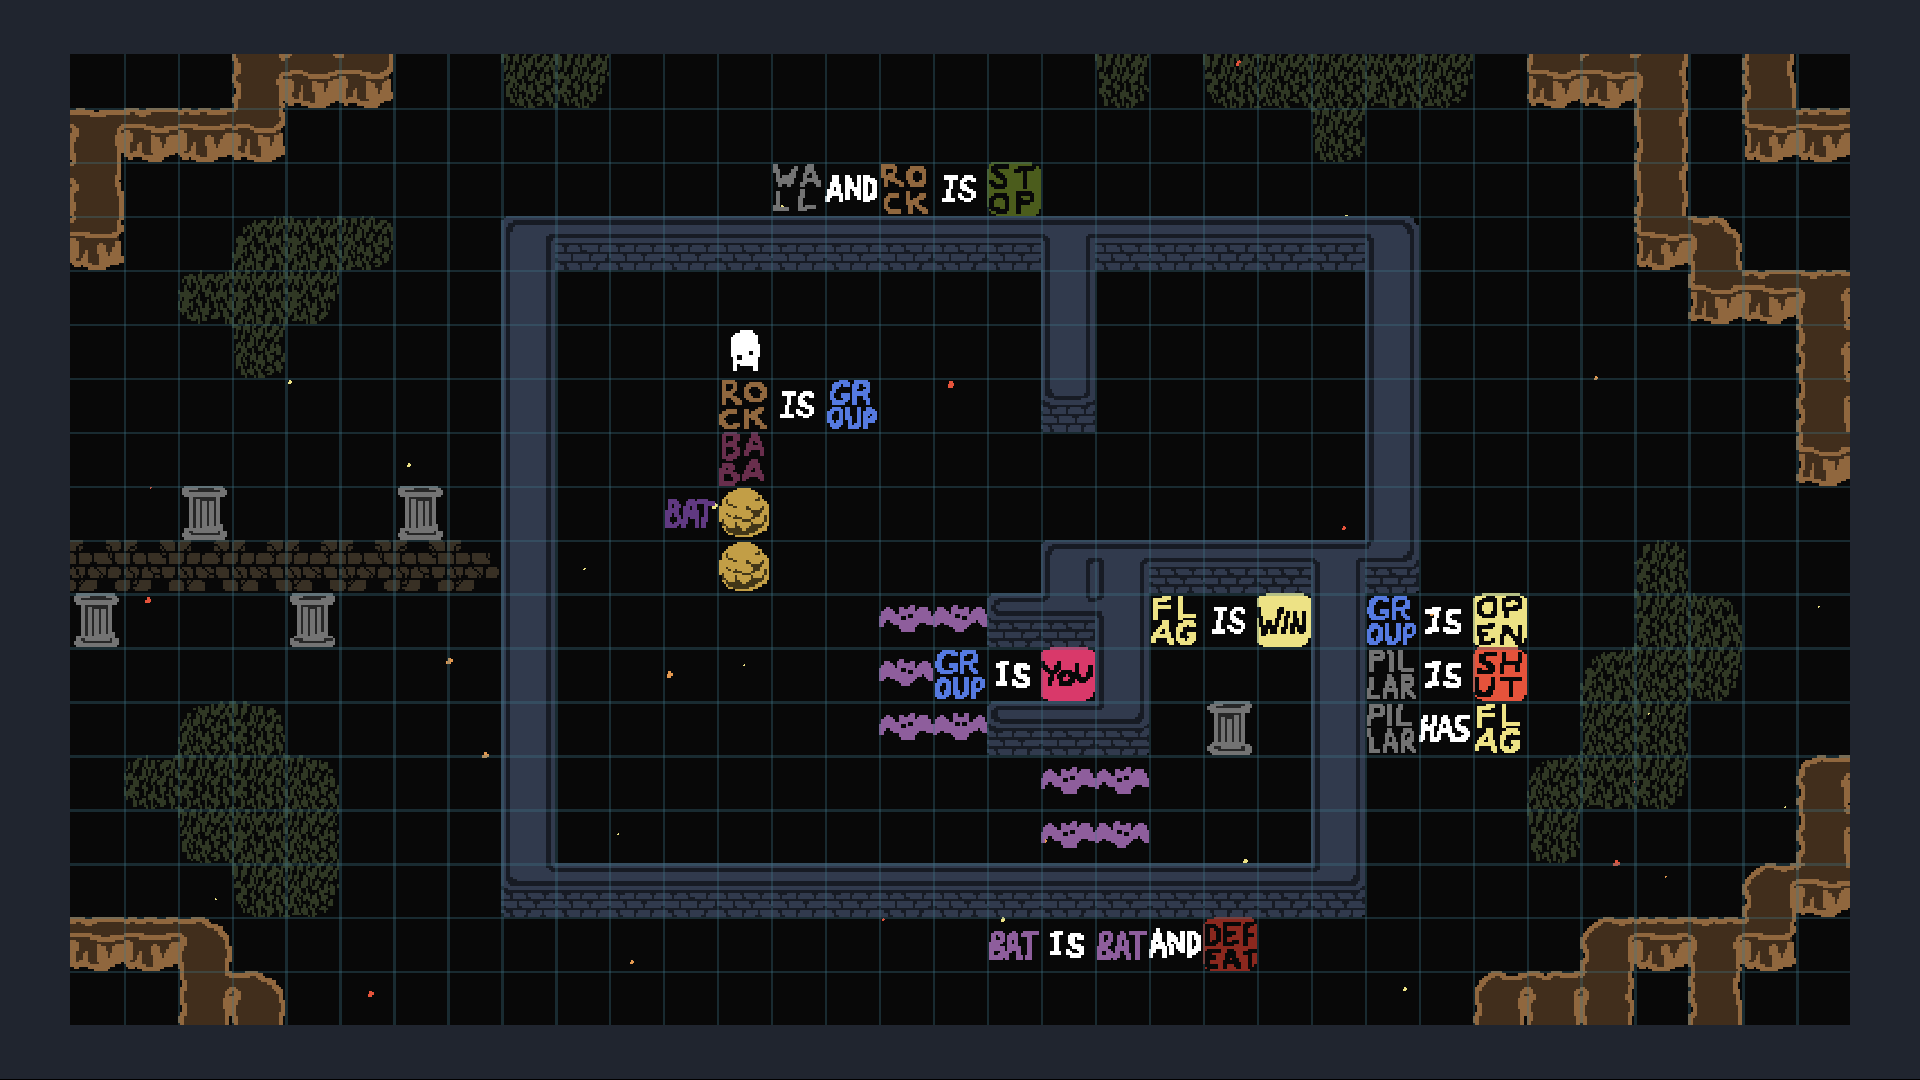 WALL AND ROCK IS STOP
ROCK IS GROUP
BABA
BAT
FLAG IS WIN
GROUP IS OPEN
GROUP IS YOU
PILLAR IS SHUT
PILLAR HAS FLAG
BAT IS BAT AND DEFEAT